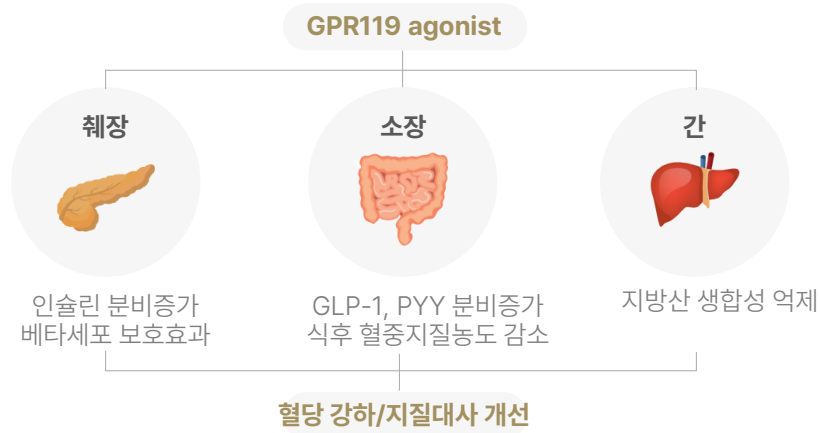 GPR119 agonist
췌장
소장
간
인슐린 분비증가
베타세포 보호효과
GLP-1, PYY 분비증가
식후 혈중지질농도 감소
지방산 생합성 억제
혈당 강하/지질대사 개선